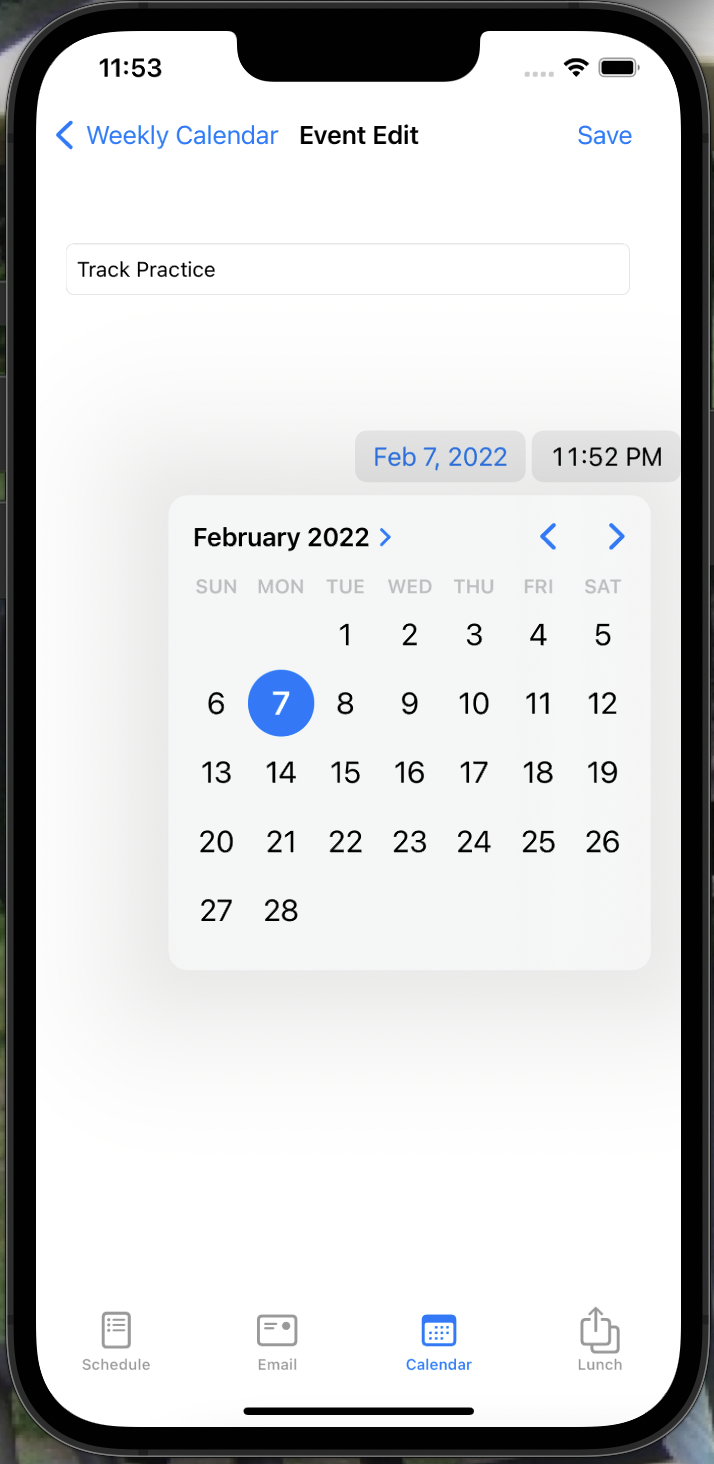 11:53
Weekly Calendar Event Edit Save
Track Practice
Feb 7, 2022 11:52 PM
February 2022
SUN MON TUE WED THU FRI SAT
1 2 3 4 5
6 7 8 9 10 11 12
13 14 15 16 17 18 19
20 21 22 23 24 25 26
27 28
Schedule Email Calendar Lunch